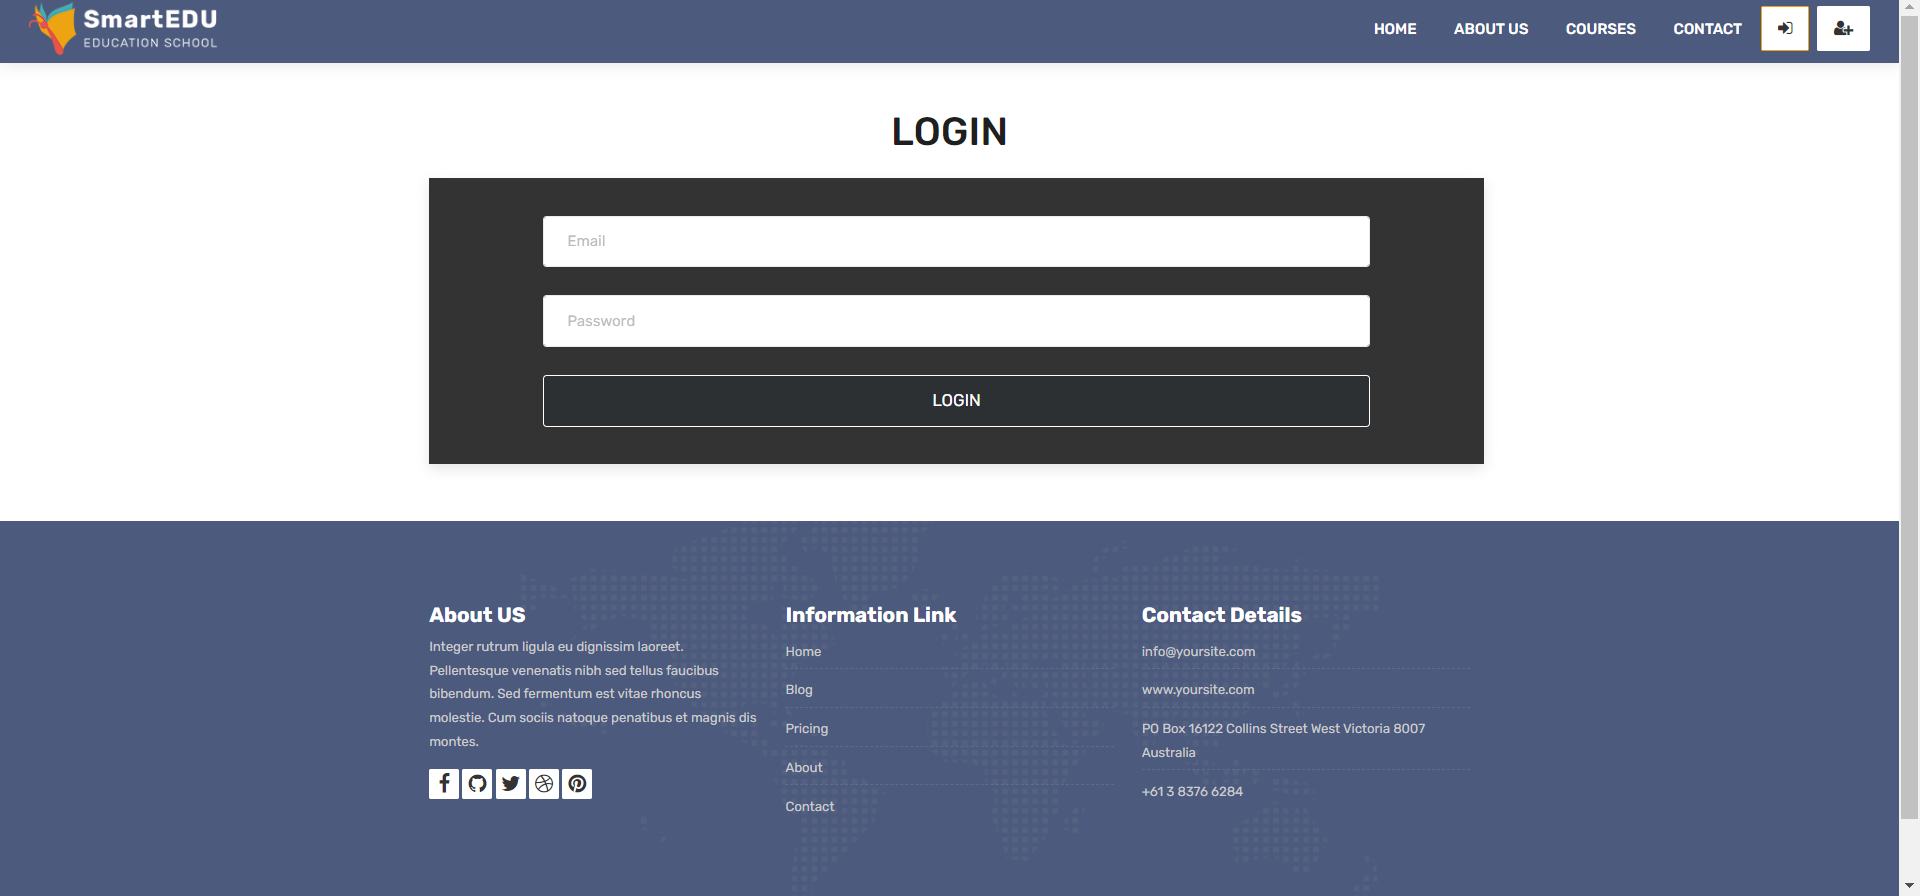 SmartEDU
EDUCATION SCHOOL
HOME
ABOUT US
COURSES
CONTACT
LOGIN
Email
Password
LOGIN
About US
Integer rutrum ligula eu dignissim laoreet.
Pellentesque venenatis nibh sed tellus faucibus
bibendum. Sed fermentum est vitae rhoncus
molestie. Cum sociis natoque penatibus et magnis dis
montes.
Information Link
Home
Blog
Pricing
About
Contact
Contact Details
info@yoursite.com
www.yoursite.com
PO Box 16122 Collins Street West Victoria 8007
Australia
+61 3 8376 6284